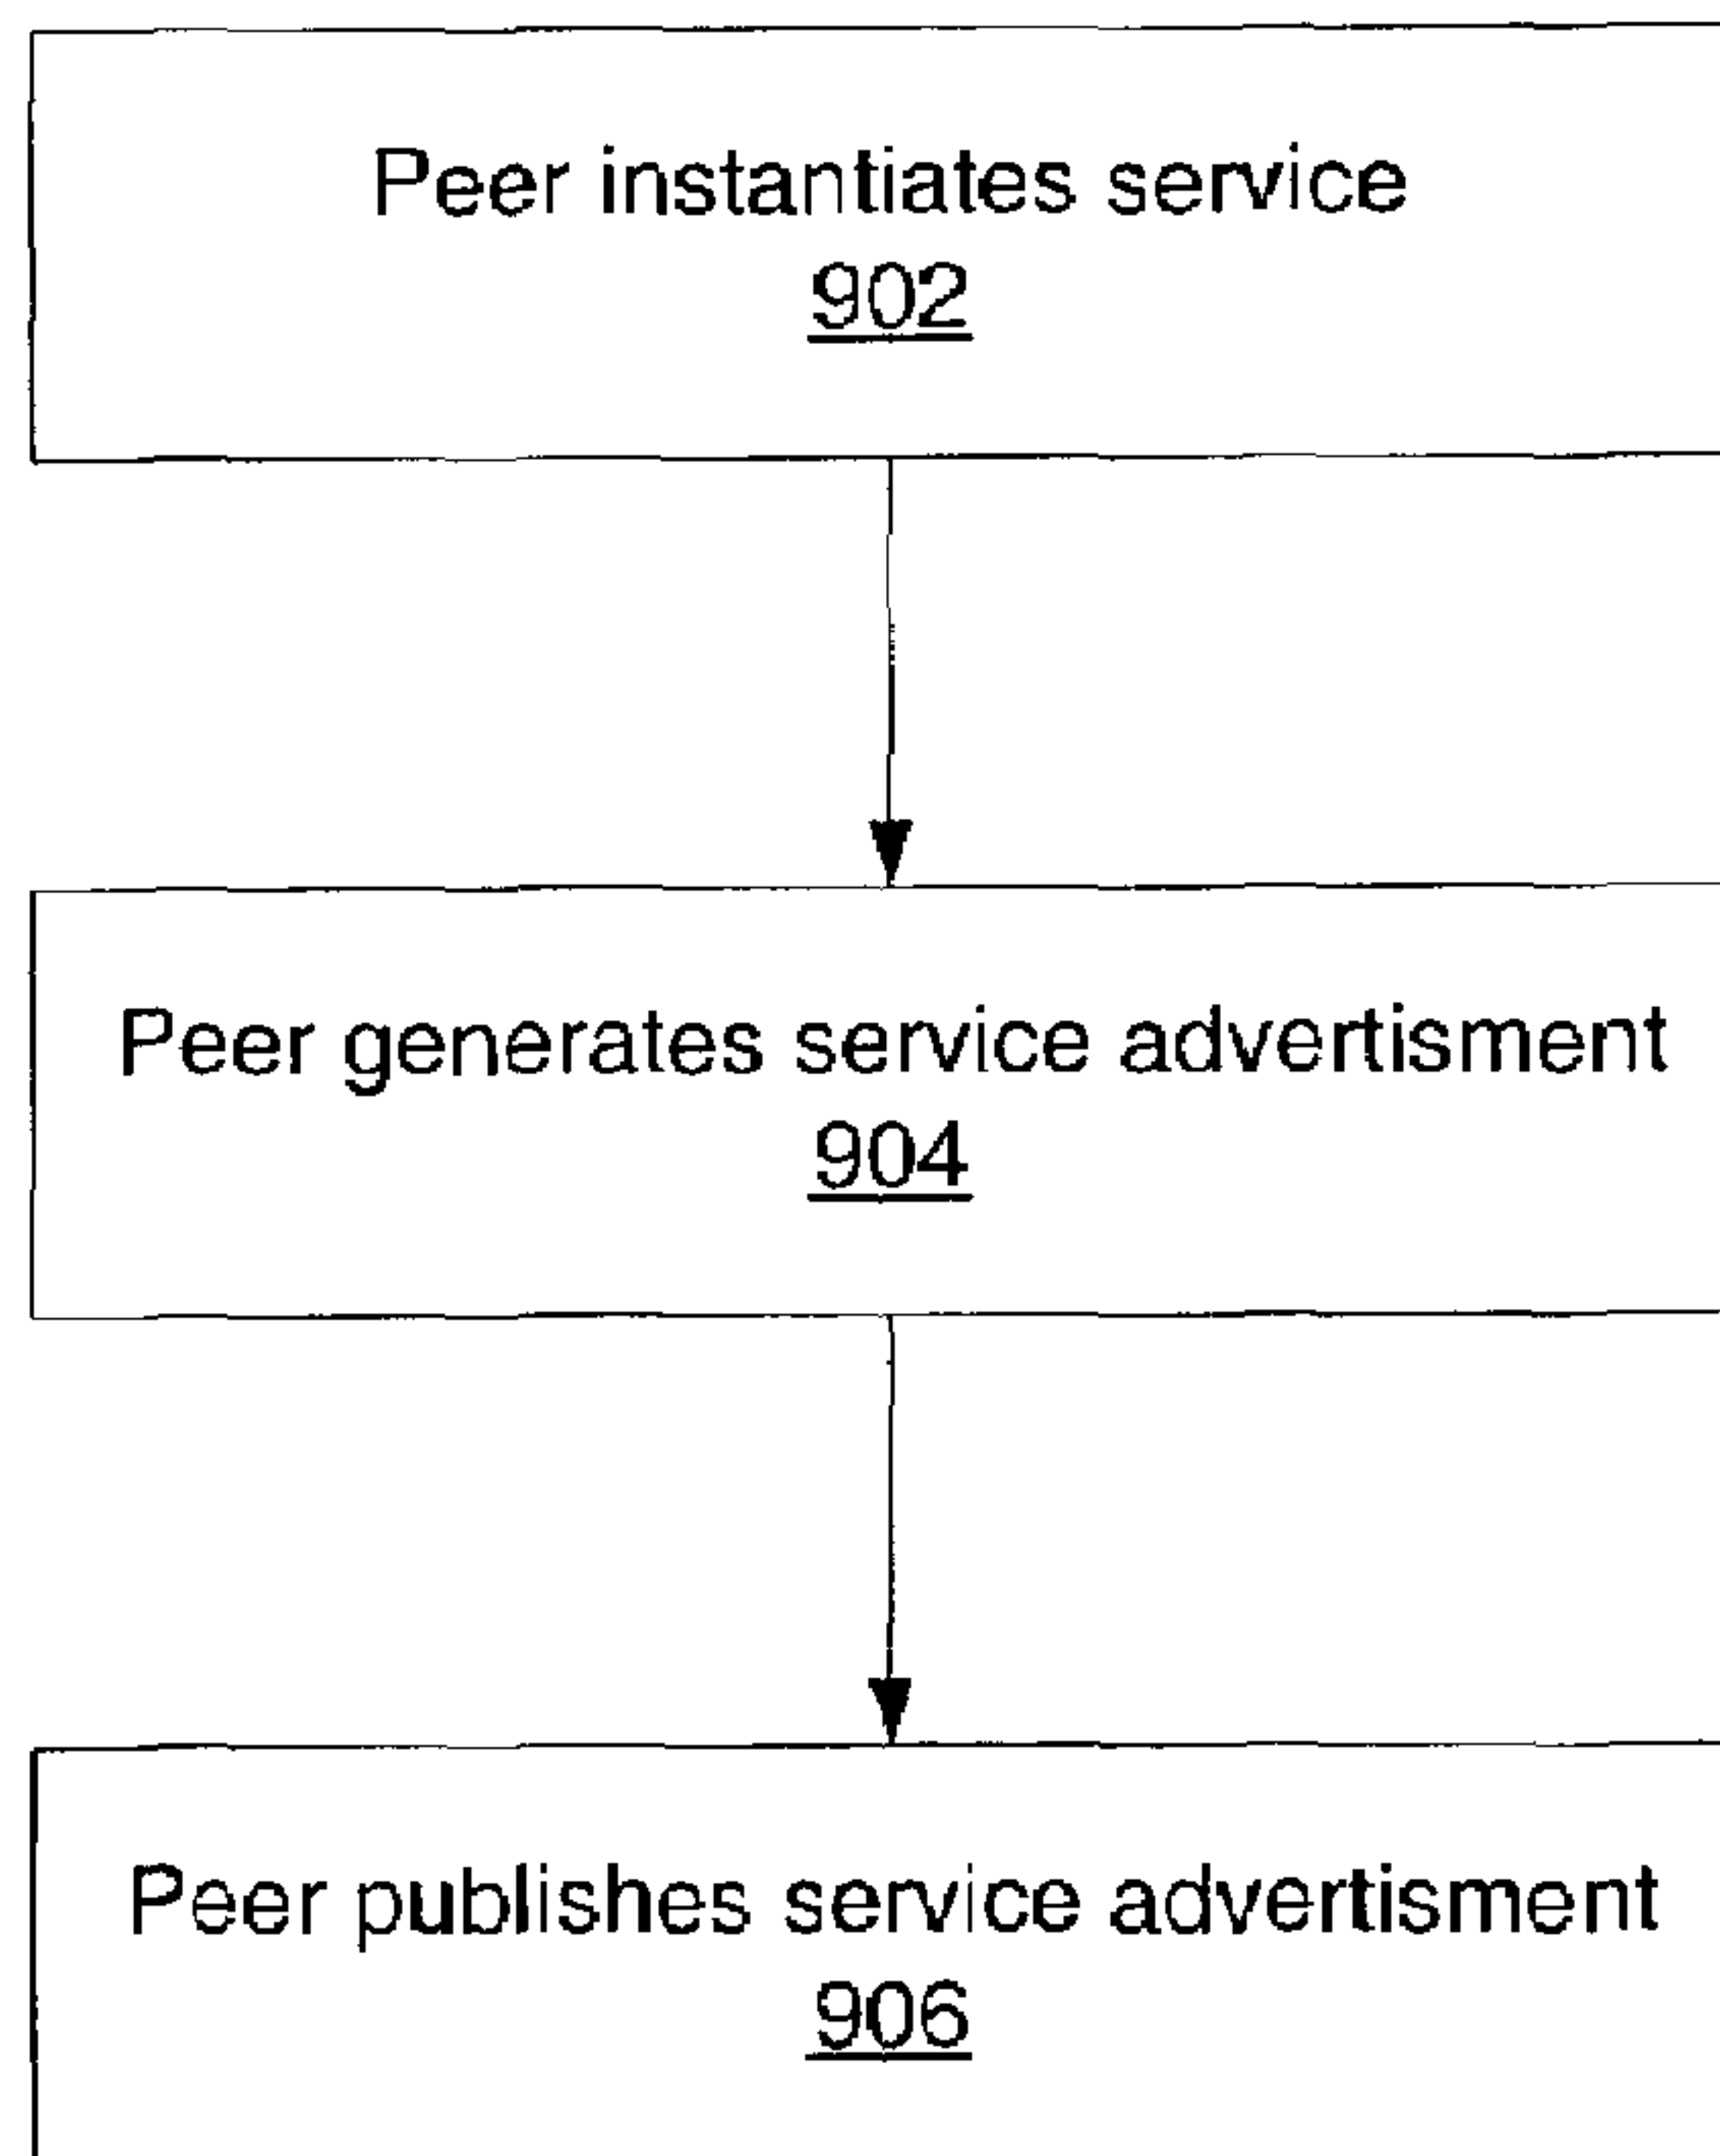 Peer instantiates service
902
Peer generates service advertisment
904
Peer publishes service advertisment
906